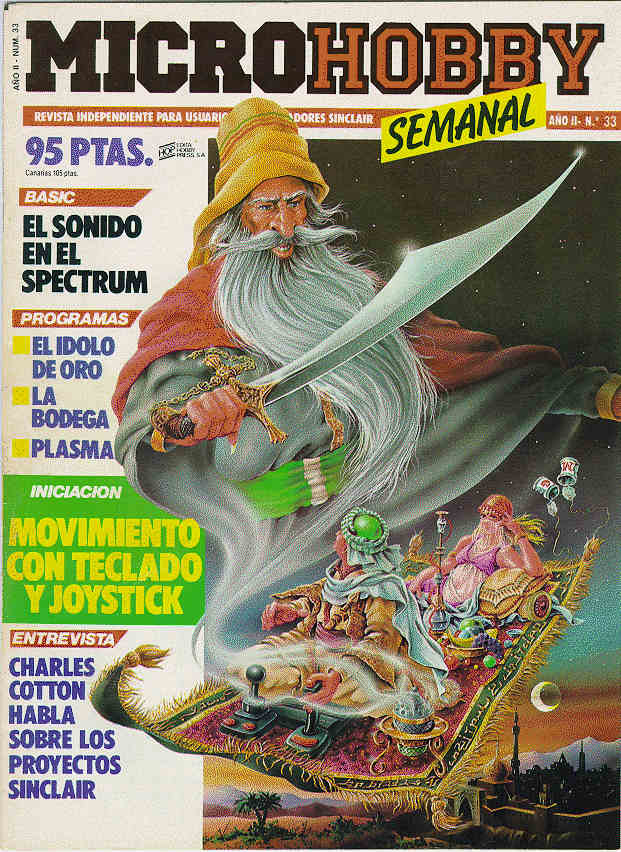 AÑO II - NUM. 33
MICROHOBBY
REVISTA INDEPENDIENTE PARA USUARIO DORES SINCLAIR
SEMANAL
AÑO II - N.° 33
95 PTAS.
Canarias 105 ptas.
HOP EDITA
HOBBY
PRESS, S.A.
BASIC
EL SONIDO
EN EL
SPECTRUM
PROGRAMAS
EL IDOLO
DE ORO
LA
BODEGA
PLASMA
INICIACION
MOVIMIENTO
CON TECLADO
Y JOYSTICK
ENTREVISTA
CHARLES
COTTON
HABLA
SOBRE LOS
PROYECTOS
SINCLAIR